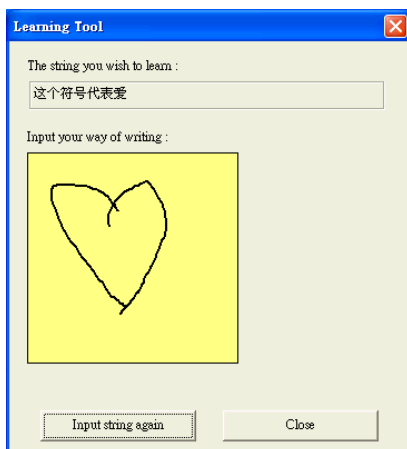 Learning Tool
The string you wish to learn :
这个符号代表爱
Input your way of writing :
Input string again
Close